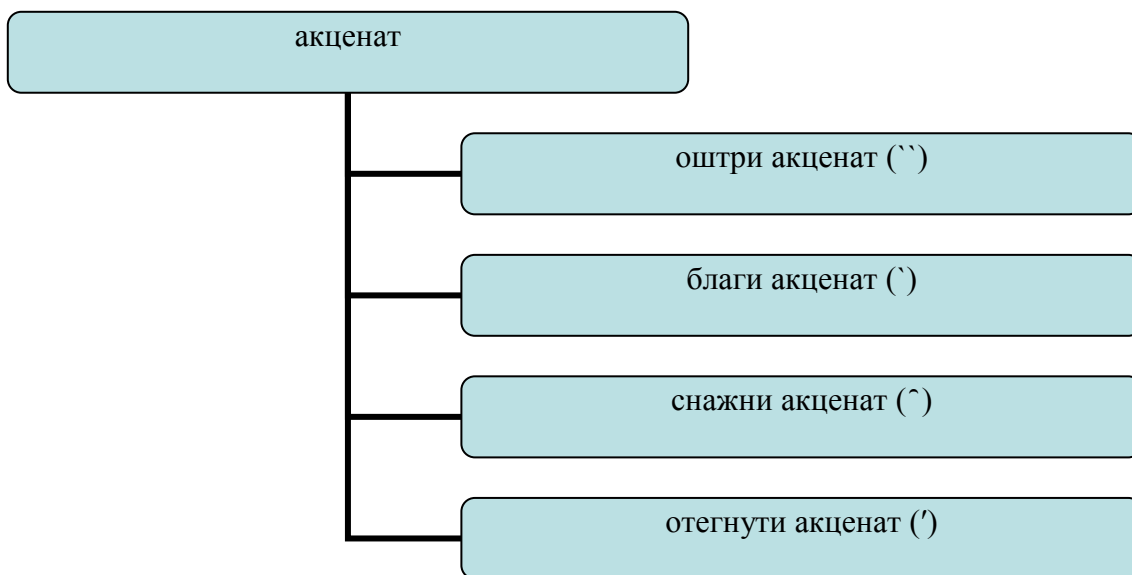 акценат
оштри акценат (``)
благи акценат (`)
снажни акценат (ˆ)
отегнути акценат (′)